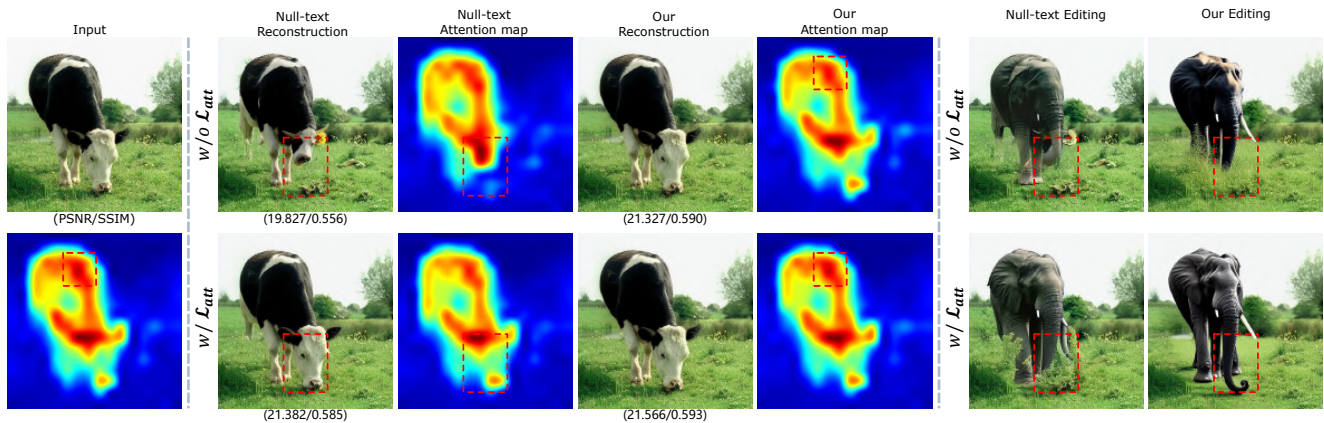 Input
Null-text
Reconstruction
Null-text
Attention map
Our
Reconstruction
Our
Attention map
Null-text Editing
Our Editing
w/o 𝓛att
w/o 𝓛att
(PSNR/SSIM)
(19.827/0.556)
(21.327/0.590)
w/ 𝓛att
w/ 𝓛att
(21.382/0.585)
(21.566/0.593)